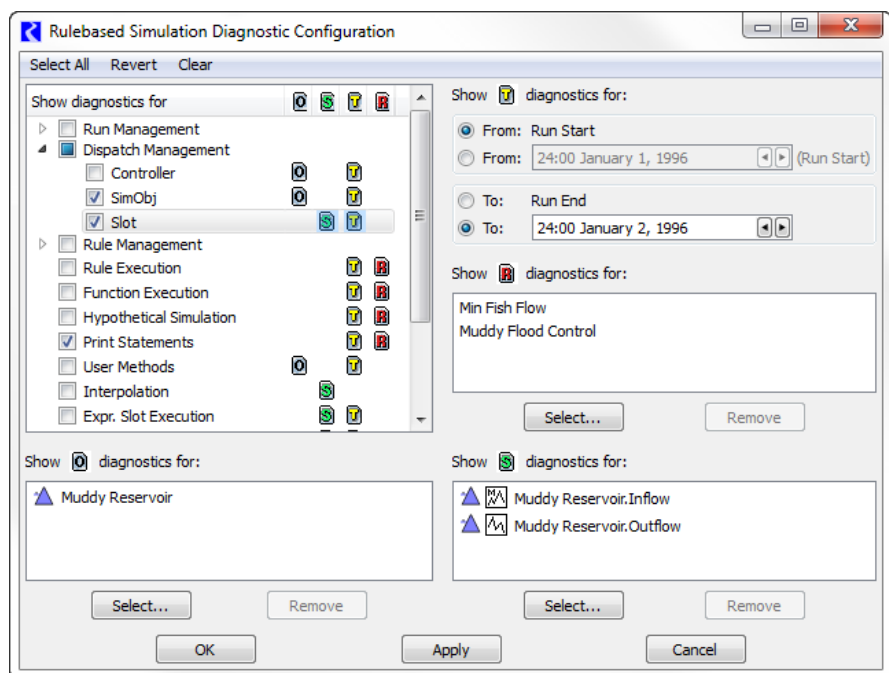 Rulebased Simulation Diagnostic Configuration
Select All Revert Clear
Show diagnostics for O S T R
Run Management
Dispatch Management
Controller O T
SimObj O T
Slot S T
Rule Management
Rule Execution T R
Function Execution T R
Hypothetical Simulation T R
Print Statements T R
User Methods O T
Interpolation S
Expr. Slot Execution S T
Show T diagnostics for:
From: Run Start
From: 24:00 January 1, 1996 (Run Start)
To: Run End
To: 24:00 January 2, 1996
Show R diagnostics for:
Min Fish Flow
Muddy Flood Control
Select... Remove
Show O diagnostics for:
Muddy Reservoir
Select... Remove
Show S diagnostics for:
Muddy Reservoir.Inflow
Muddy Reservoir.Outflow
Select... Remove
OK Apply Cancel